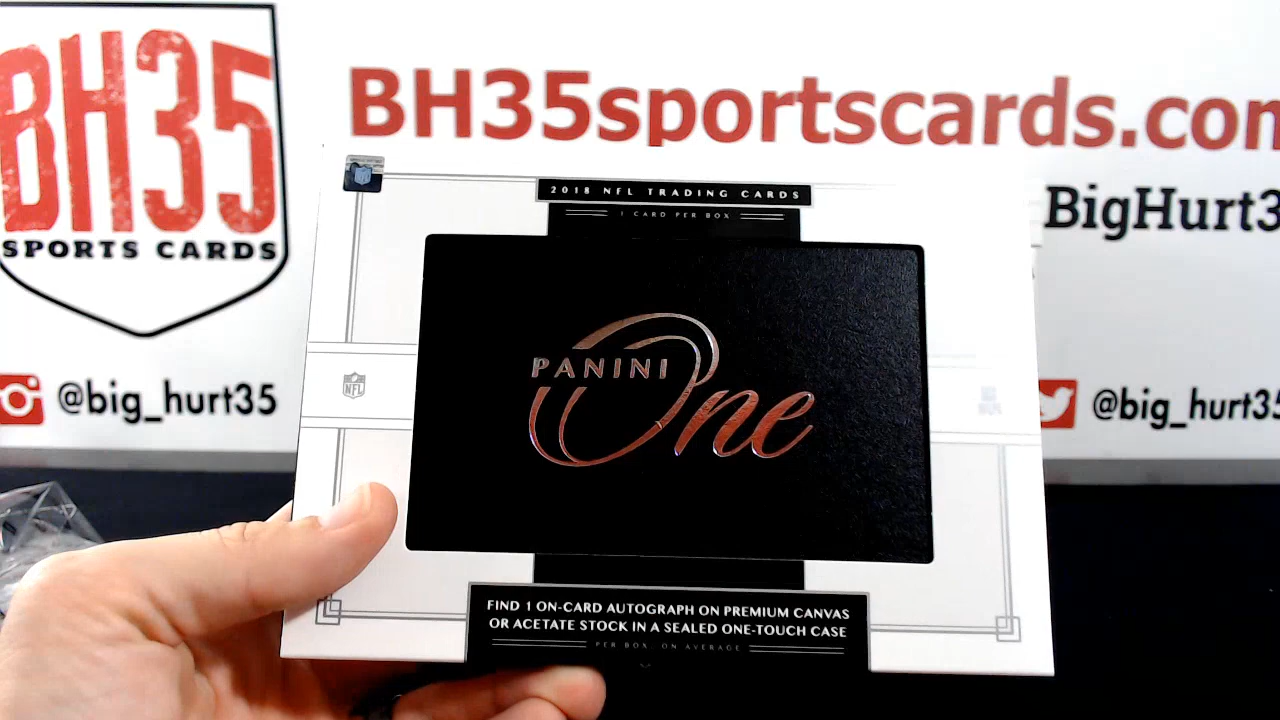 BH35
SPORTS CARDS
BH35sportscards.com
@big_hurt35
BigHurt3
@big_hurt35
2018 NFL TRADING CARDS
1 CARD PER BOX
PANINI
One
NFL
FIND 1 ON-CARD AUTOGRAPH ON PREMIUM CANVAS
OR ACETATE STOCK IN A SEALED ONE-TOUCH CASE
PER BOX, ON AVERAGE